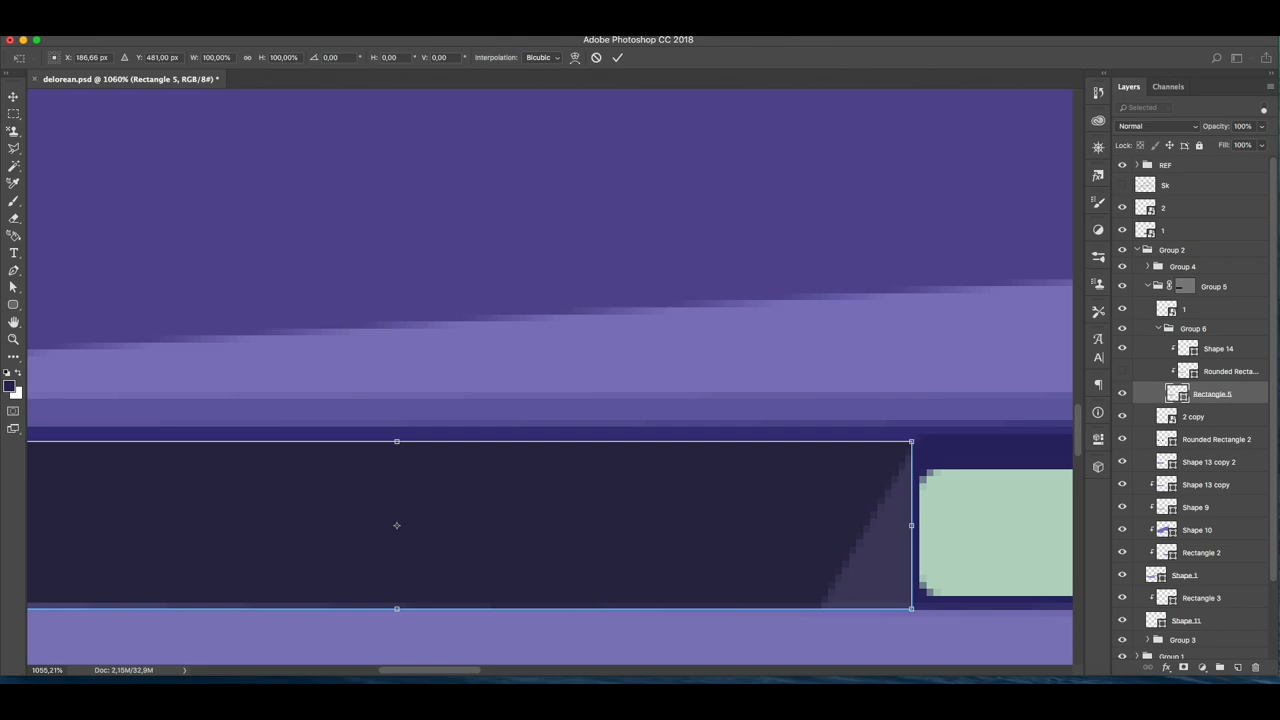 Adobe Photoshop CC 2018
X: 186,66 px Y: 481,00 px W: 100,00% H: 100,00% 0,00 ° H: 0,00 ° V: 0,00 ° Interpolation: Bicubic
× delorean.psd @ 1060% (Rectangle 5, RGB/8#) *
Layers Channels
Selected
Normal Opacity: 100%
Lock: Fill: 100%
REF
Sk
2
1
Group 2
Group 4
Group 5
1
Group 6
Shape 14
Rounded Recta...
Rectangle 5
2 copy
Rounded Rectangle 2
Shape 13 copy 2
Shape 13 copy
Shape 9
Shape 10
Rectangle 2
Shape 1
Rectangle 3
Shape 11
Group 3
Group 1
1055,21% Doc: 2,15M/32,9M